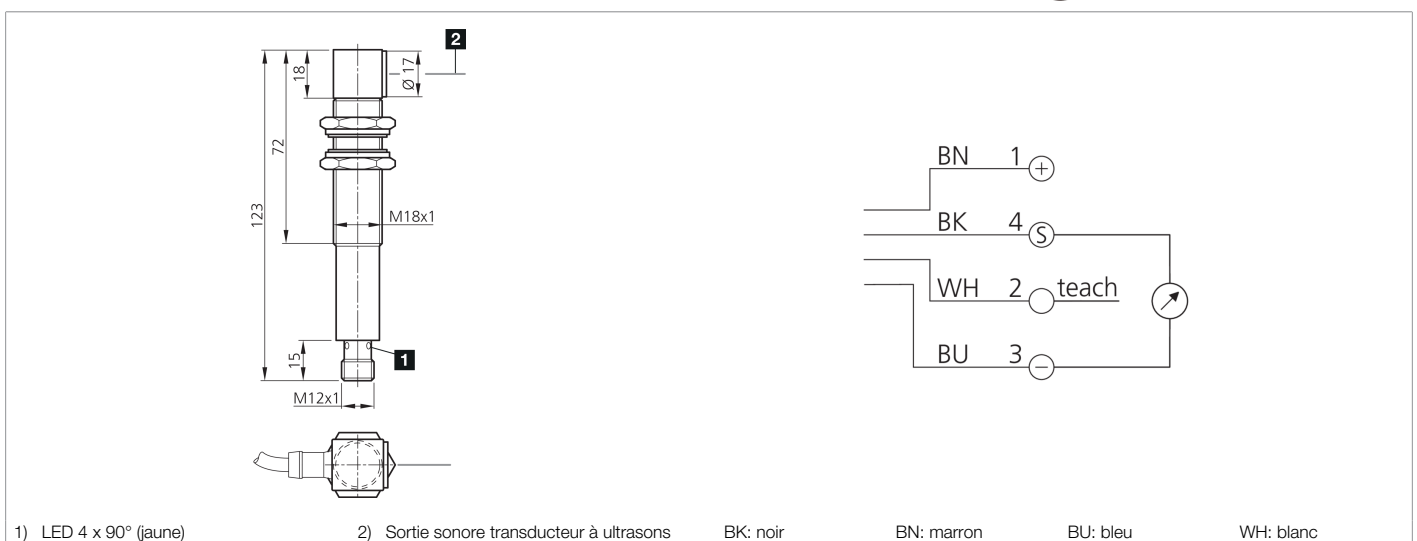 2
18
Ø 17
72
123
M18x1
15
1
M12x1
BN 1 +
BK 4 S
WH 2 teach
BU 3 −
1) LED 4 x 90° (jaune)
2) Sortie sonore transducteur à ultrasons
BK: noir
BN: marron
BU: bleu
WH: blanc